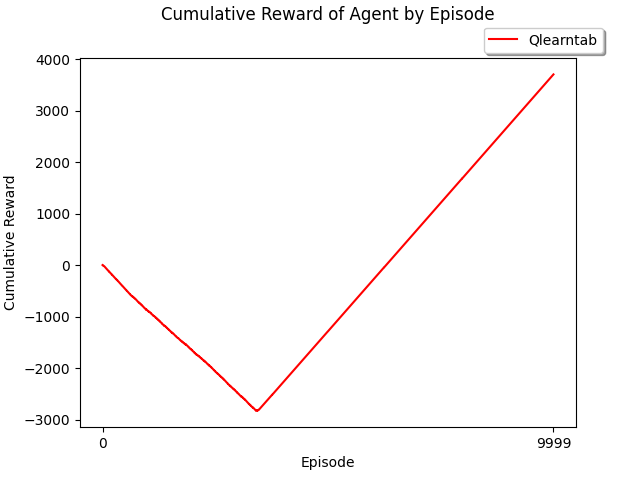 Cumulative Reward of Agent by Episode
Qlearntab
4000
3000
2000
1000
0
−1000
−2000
−3000
Cumulative Reward
0
9999
Episode